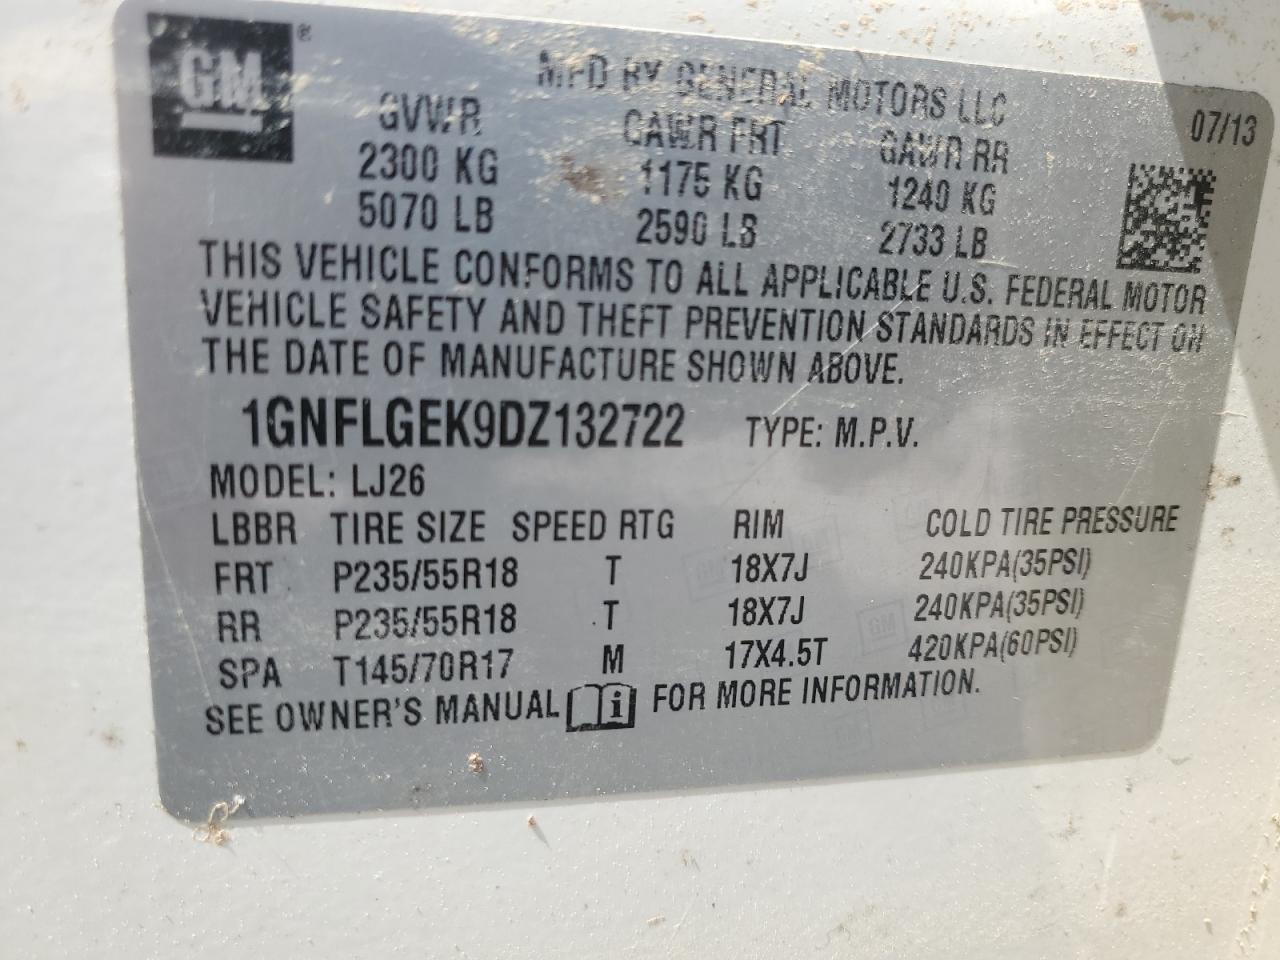 GM ®
MFD BY GENERAL MOTORS LLC
07/13
GVWR GAWR FRT GAWR RR
2300 KG 1175 KG 1240 KG
5070 LB 2590 LB 2733 LB
THIS VEHICLE CONFORMS TO ALL APPLICABLE U.S. FEDERAL MOTOR
VEHICLE SAFETY AND THEFT PREVENTION STANDARDS IN EFFECT ON
THE DATE OF MANUFACTURE SHOWN ABOVE.
1GNFLGEK9DZ132722 TYPE: M.P.V.
MODEL: LJ26
LBBR TIRE SIZE SPEED RTG RIM COLD TIRE PRESSURE
FRT P235/55R18 T 18X7J 240KPA(35PSI)
RR P235/55R18 T 18X7J 240KPA(35PSI)
SPA T145/70R17 M 17X4.5T 420KPA(60PSI)
SEE OWNER'S MANUAL i FOR MORE INFORMATION.